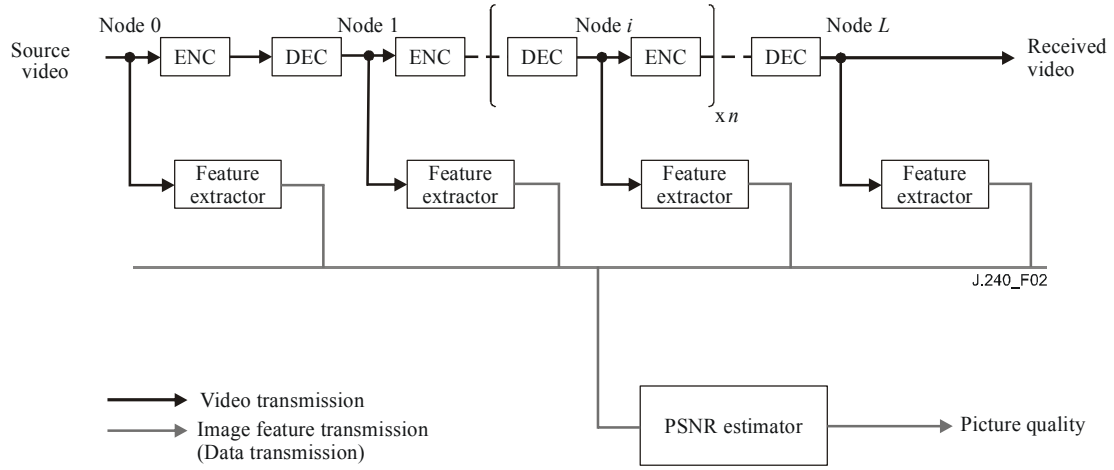 Node 0
Node 1
Node i
Node L
Source
video
ENC
DEC
ENC
DEC
ENC
DEC
Received
video
x n
Feature
extractor
Feature
extractor
Feature
extractor
Feature
extractor
J.240_F02
Video transmission
Image feature transmission
(Data transmission)
PSNR estimator
Picture quality